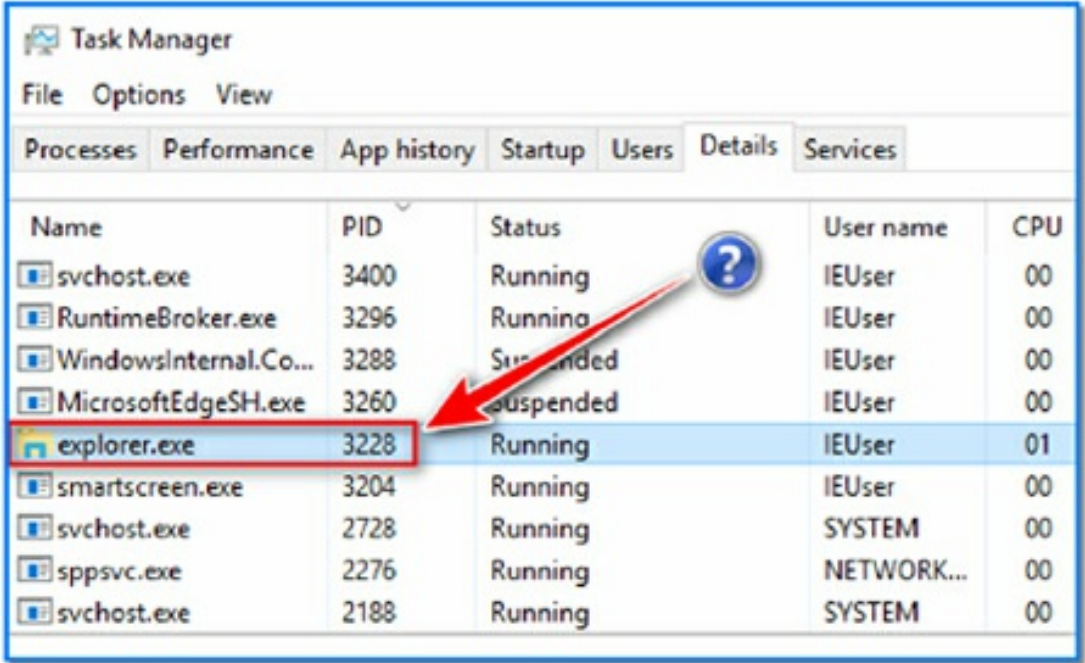 Task Manager
File Options View
Processes Performance App history Startup Users Details Services
Name PID Status User name CPU
svchost.exe 3400 Running IEUser 00
RuntimeBroker.exe 3296 Running IEUser 00
WindowsInternal.Co... 3288 Suspended IEUser 00
MicrosoftEdgeSH.exe 3260 Suspended IEUser 00
explorer.exe 3228 Running IEUser 01
smartscreen.exe 3204 Running IEUser 00
svchost.exe 2728 Running SYSTEM 00
sppsvc.exe 2276 Running NETWORK... 00
svchost.exe 2188 Running SYSTEM 00
?